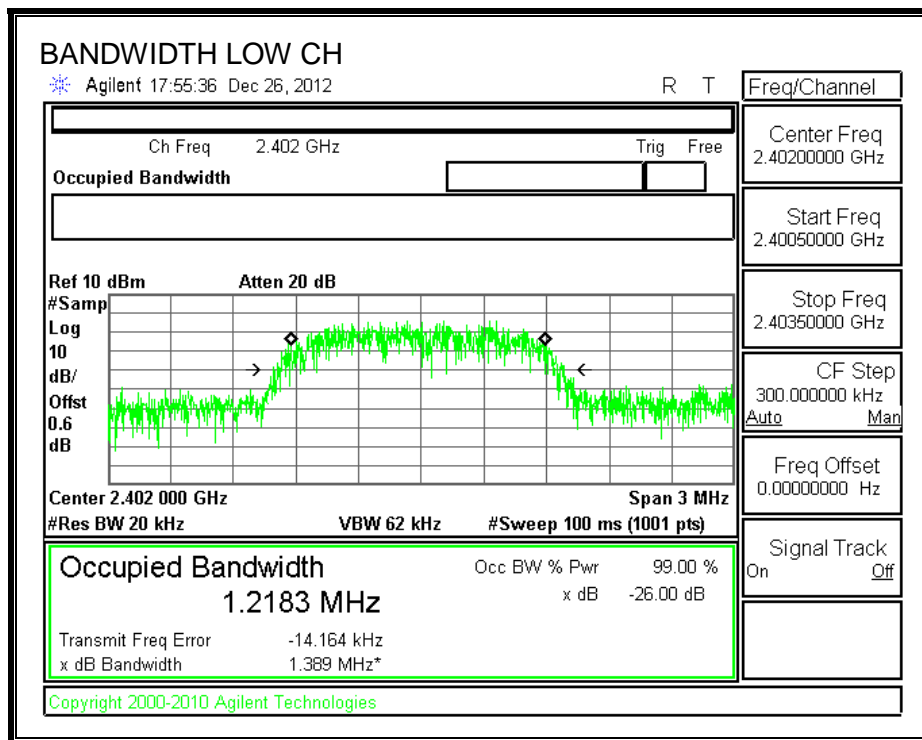 BANDWIDTH LOW CH
Agilent 17:55:36 Dec 26, 2012 R T
Freq/Channel
Ch Freq 2.402 GHz Trig Free
Occupied Bandwidth
Center Freq
2.40200000 GHz
Start Freq
2.40050000 GHz
Stop Freq
2.40350000 GHz
CF Step
300.000000 kHz
Auto Man
Freq Offset
0.00000000 Hz
Signal Track
On Off
Ref 10 dBm Atten 20 dB
#Samp
Log
10
dB/
Offst
0.6
dB
Center 2.402 000 GHz Span 3 MHz
#Res BW 20 kHz VBW 62 kHz #Sweep 100 ms (1001 pts)
Occupied Bandwidth
1.2183 MHz
Occ BW % Pwr 99.00 %
x dB -26.00 dB
Transmit Freq Error -14.164 kHz
x dB Bandwidth 1.389 MHz*
Copyright 2000-2010 Agilent Technologies